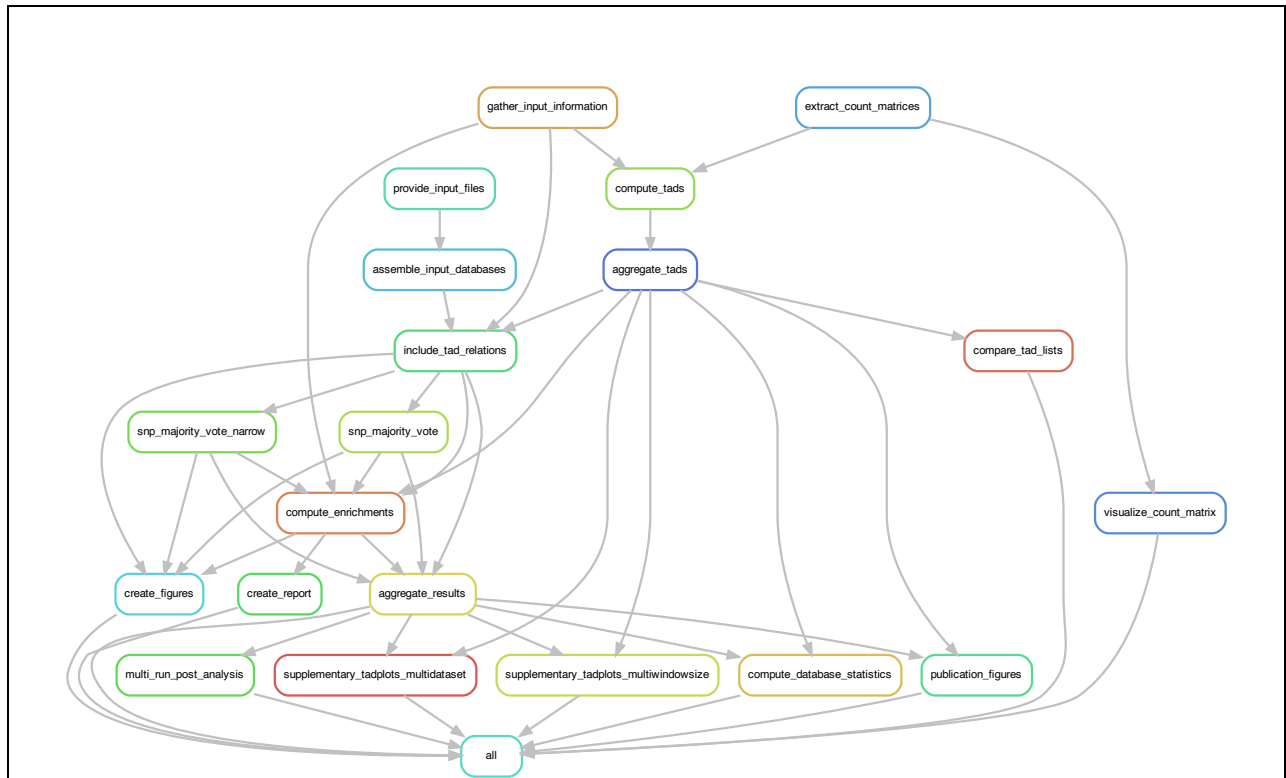 gather_input_information
extract_count_matrices
provide_input_files
compute_tads
assemble_input_databases
aggregate_tads
include_tad_relations
compare_tad_lists
snp_majority_vote_narrow
snp_majority_vote
compute_enrichments
visualize_count_matrix
create_figures
create_report
aggregate_results
multi_run_post_analysis
supplementary_tadplots_multidataset
supplementary_tadplots_multiwindowsize
compute_database_statistics
publication_figures
all